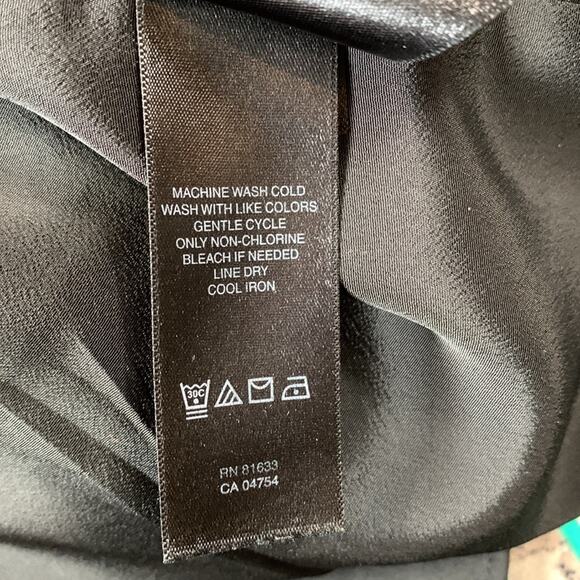 MACHINE WASH COLD
WASH WITH LIKE COLORS
GENTLE CYCLE
ONLY NON-CHLORINE
BLEACH IF NEEDED
LINE DRY
COOL IRON
30C
RN 81633
CA 04754